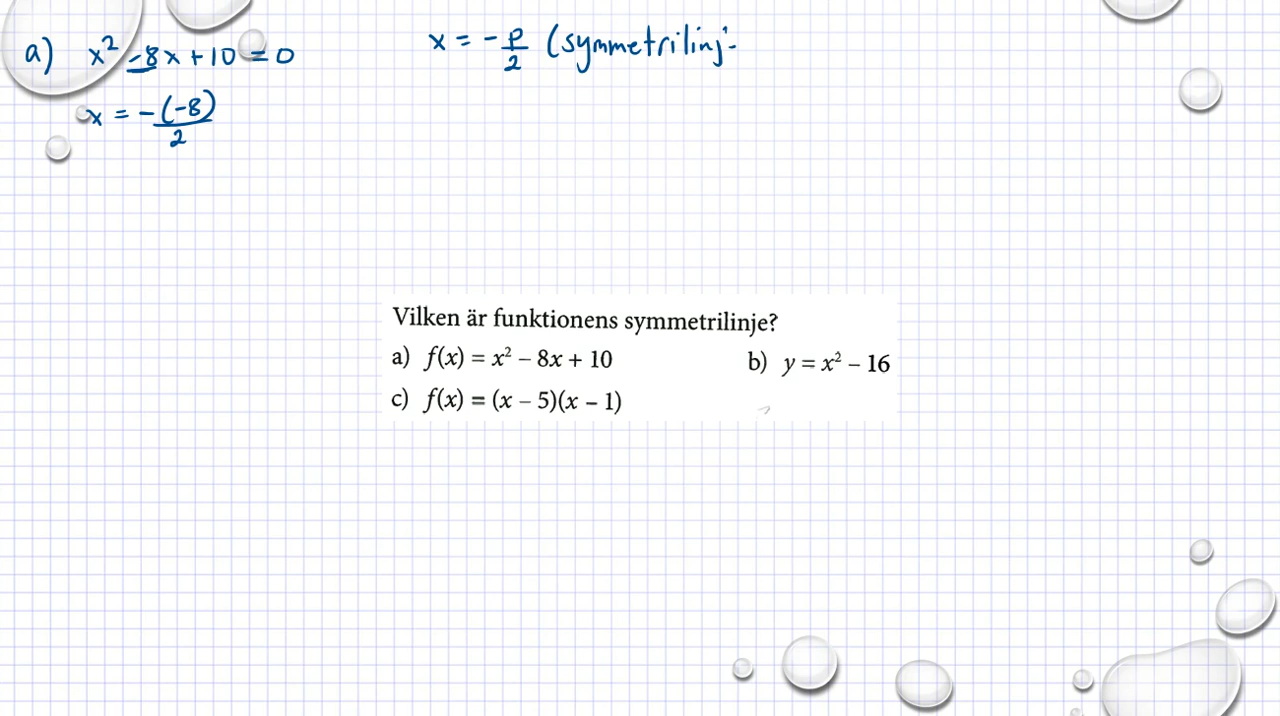 a) x² -8x + 10 = 0
x = -p/2 (symmetrilinj
x = -(-8)/2
Vilken är funktionens symmetrilinje?
a) f(x) = x² – 8x + 10 b) y = x² – 16
c) f(x) = (x – 5)(x – 1)